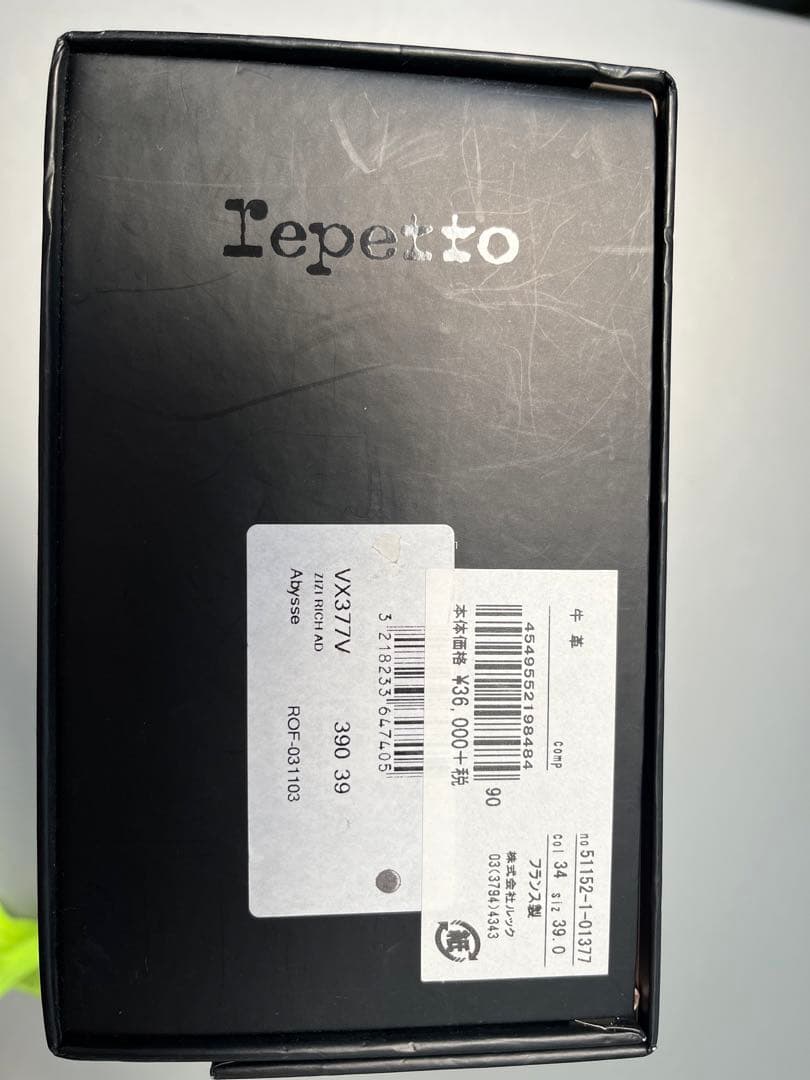 repetto
VX377V 390 39
ZIZI RICH AD
Abysse ROF-031103
3 218233 647405
no 51152-1-01377
col 34 siz 39.0
comp
牛革
フランス製
株式会社ルック
03(3794)4343
4549552198484
90
本体価格 ¥36,000+税
紙